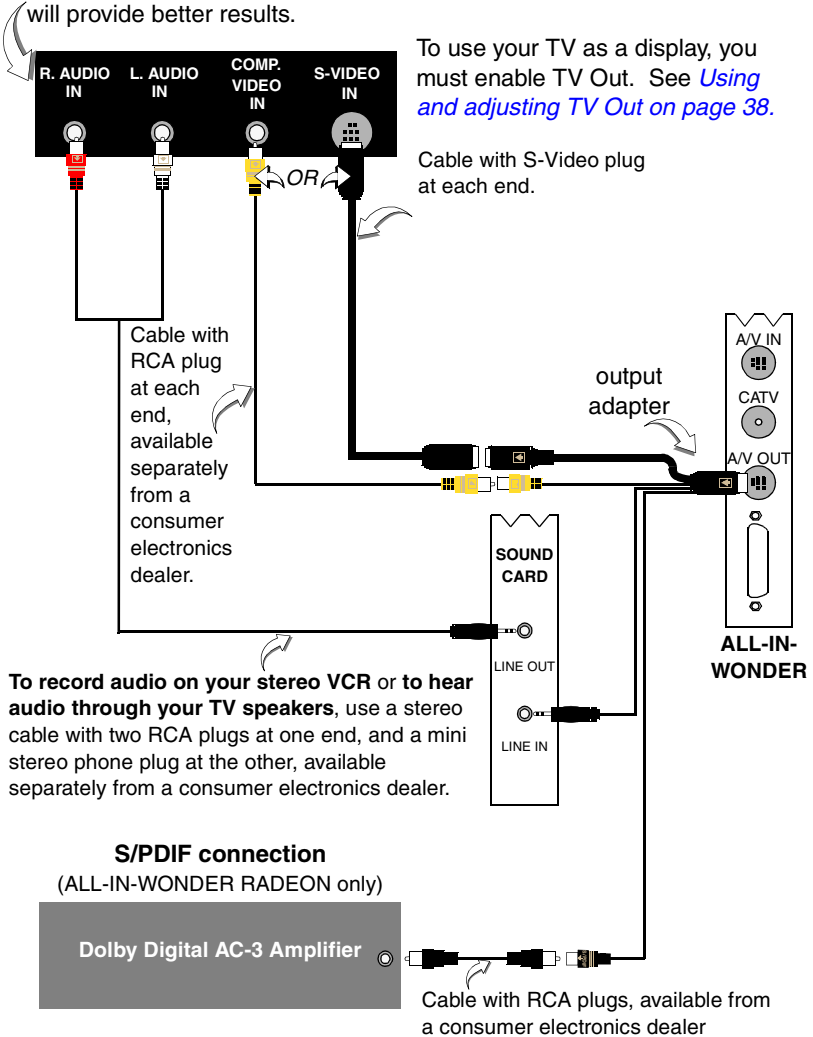 will provide better results.
To use your TV as a display, you
must enable TV Out.  See Using
and adjusting TV Out on page 38.
R. AUDIO
IN
L. AUDIO
IN
COMP.
VIDEO
IN
S-VIDEO
IN
OR
Cable with S-Video plug
at each end.
Cable with
RCA plug
at each
end,
available
separately
from a
consumer
electronics
dealer.
output
adapter
A/V IN
CATV
A/V OUT
ALL-IN-
WONDER
SOUND
CARD
LINE OUT
LINE IN
To record audio on your stereo VCR or to hear
audio through your TV speakers, use a stereo
cable with two RCA plugs at one end, and a mini
stereo phone plug at the other, available
separately from a consumer electronics dealer.
S/PDIF connection
(ALL-IN-WONDER RADEON only)
Dolby Digital AC-3 Amplifier
Cable with RCA plugs, available from
a consumer electronics dealer